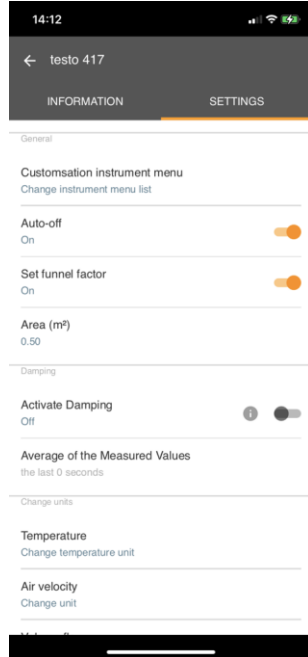 14:12
testo 417
INFORMATION SETTINGS
General
Customsation instrument menu
Change instrument menu list
Auto-off
On
Set funnel factor
On
Area (m²)
0.50
Damping
Activate Damping
Off
Average of the Measured Values
the last 0 seconds
Change units
Temperature
Change temperature unit
Air velocity
Change unit